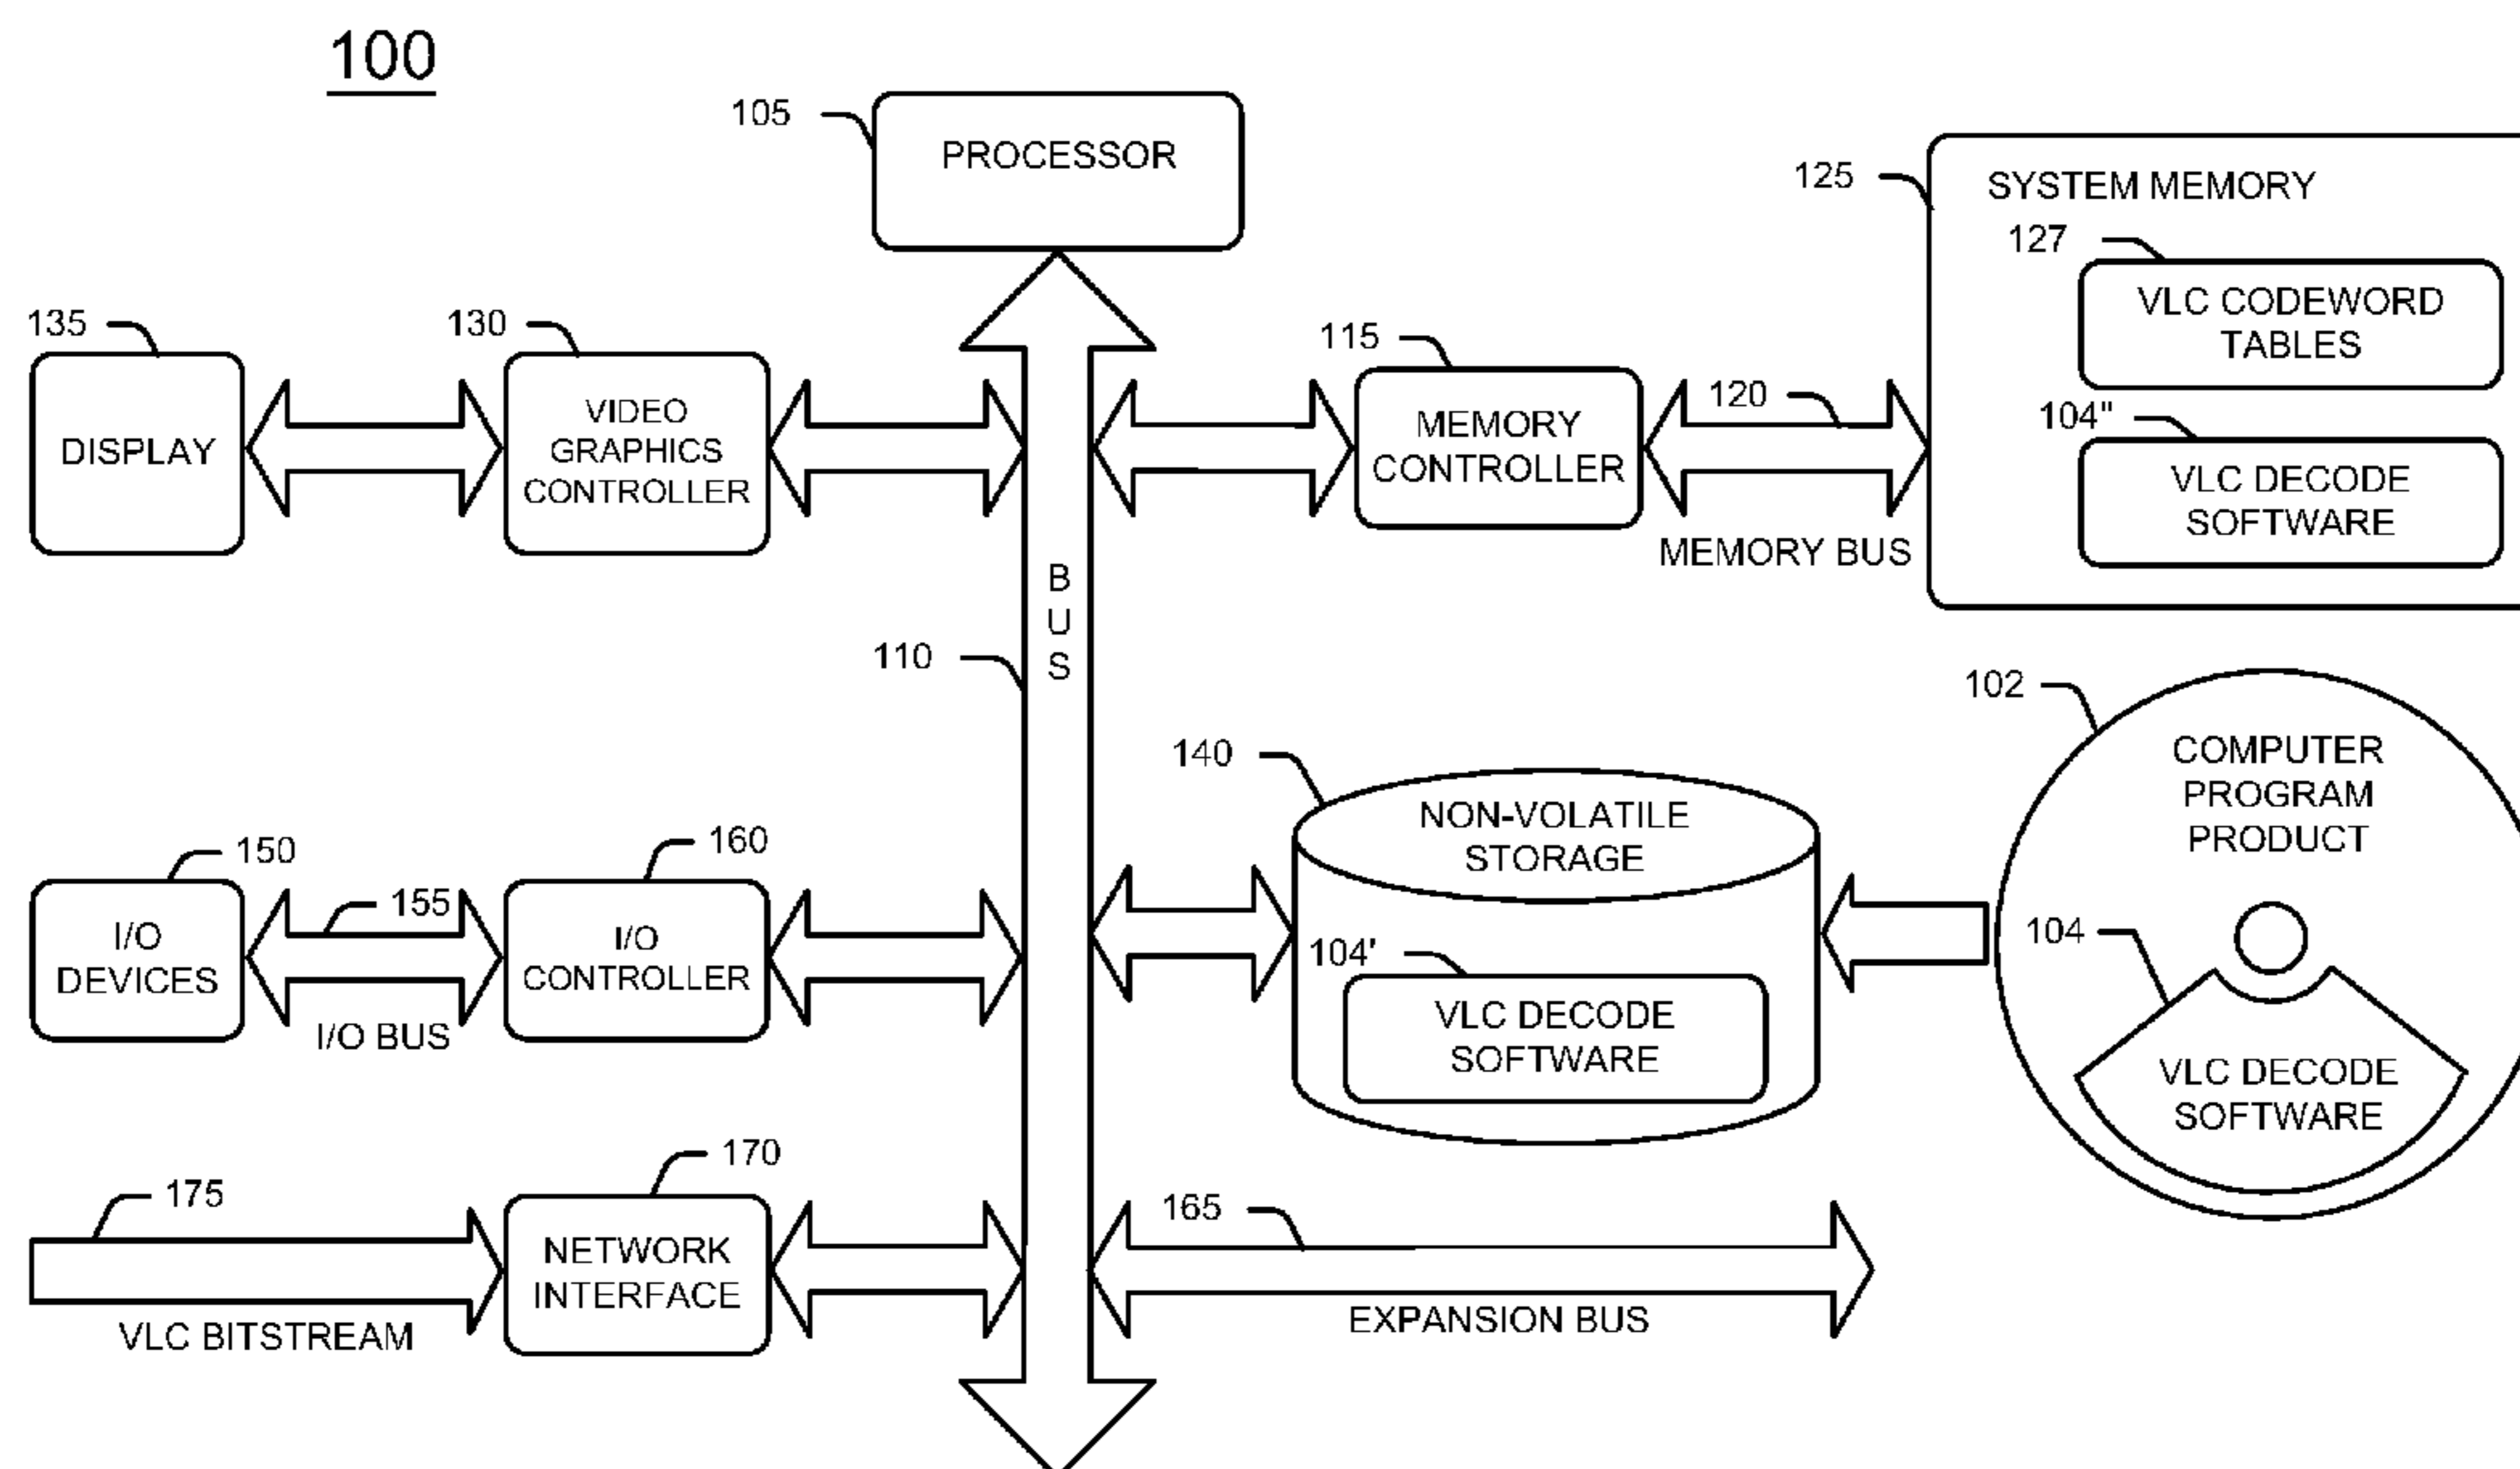 100
105
PROCESSOR
125
SYSTEM MEMORY
127
VLC CODEWORD
TABLES
104"
VLC DECODE
SOFTWARE
135
DISPLAY
130
VIDEO
GRAPHICS
CONTROLLER
115
MEMORY
CONTROLLER
120
MEMORY BUS
B
U
S
110
102
COMPUTER
PROGRAM
PRODUCT
104
VLC DECODE
SOFTWARE
140
NON-VOLATILE
STORAGE
104'
VLC DECODE
SOFTWARE
150
I/O
DEVICES
155
I/O BUS
160
I/O
CONTROLLER
175
VLC BITSTREAM
170
NETWORK
INTERFACE
165
EXPANSION BUS